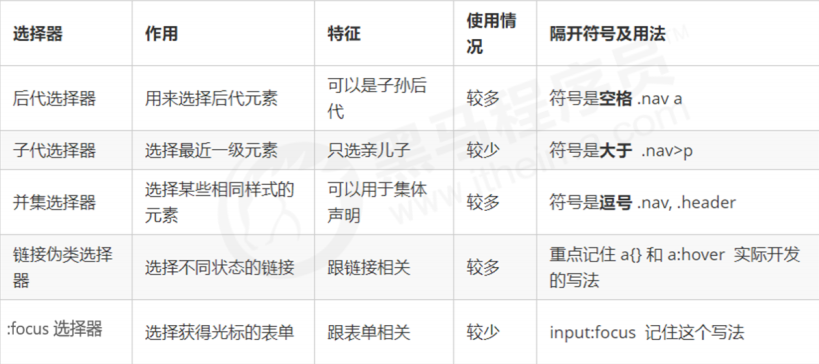 选择器 作用 特征 使用情况 隔开符号及用法
后代选择器 用来选择后代元素 可以是子孙后代 较多 符号是空格 .nav a
子代选择器 选择最近一级元素 只选亲儿子 较少 符号是大于 .nav>p
并集选择器 选择某些相同样式的元素 可以用于集体声明 较多 符号是逗号 .nav, .header
链接伪类选择器 选择不同状态的链接 跟链接相关 较多 重点记住 a{} 和 a:hover 实际开发的写法
:focus 选择器 选择获得光标的表单 跟表单相关 较少 input:focus 记住这个写法
黑马程序员™
www.itheima.com